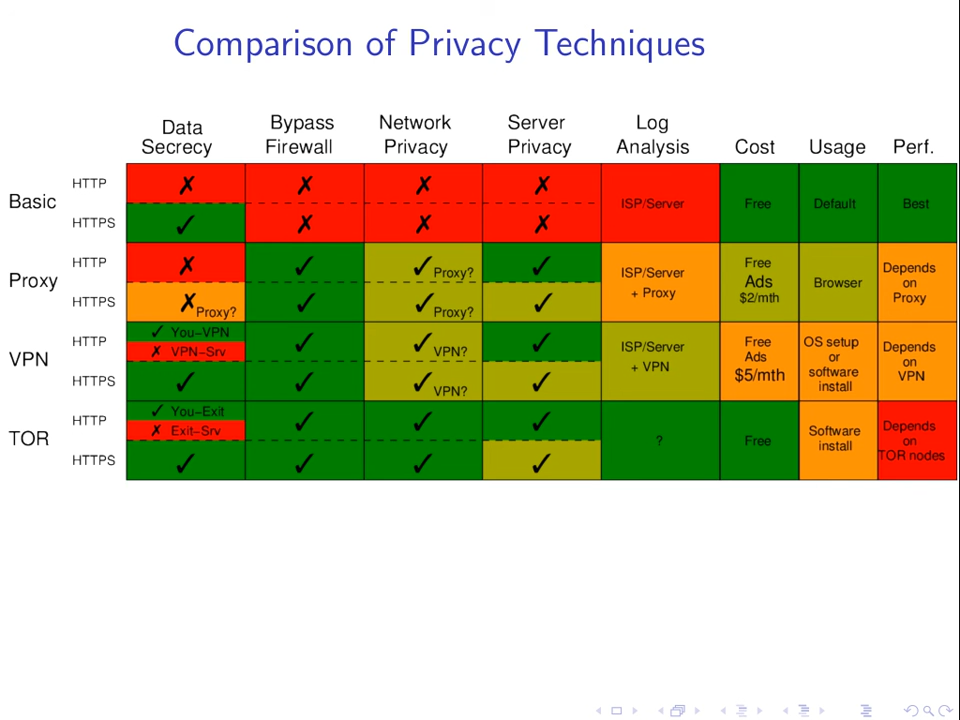 Comparison of Privacy Techniques
Data Secrecy Bypass Firewall Network Privacy Server Privacy Log Analysis Cost Usage Perf.
Basic
HTTP ✗ ✗ ✗ ✗ ISP/Server Free Default Best
HTTPS ✓ ✗ ✗ ✗
Proxy
HTTP ✗ ✓ ✓ Proxy? ✓ ISP/Server + Proxy Free Ads $2/mth Browser Depends on Proxy
HTTPS ✗ Proxy? ✓ ✓ Proxy? ✓
VPN
HTTP ✓ You–VPN ✗ VPN–Srv ✓ ✓ VPN? ✓ ISP/Server + VPN Free Ads $5/mth OS setup or software install Depends on VPN
HTTPS ✓ ✓ ✓ VPN? ✓
TOR
HTTP ✓ You–Exit ✗ Exit–Srv ✓ ✓ ✓ ? Free Software install Depends on TOR nodes
HTTPS ✓ ✓ ✓ ✓